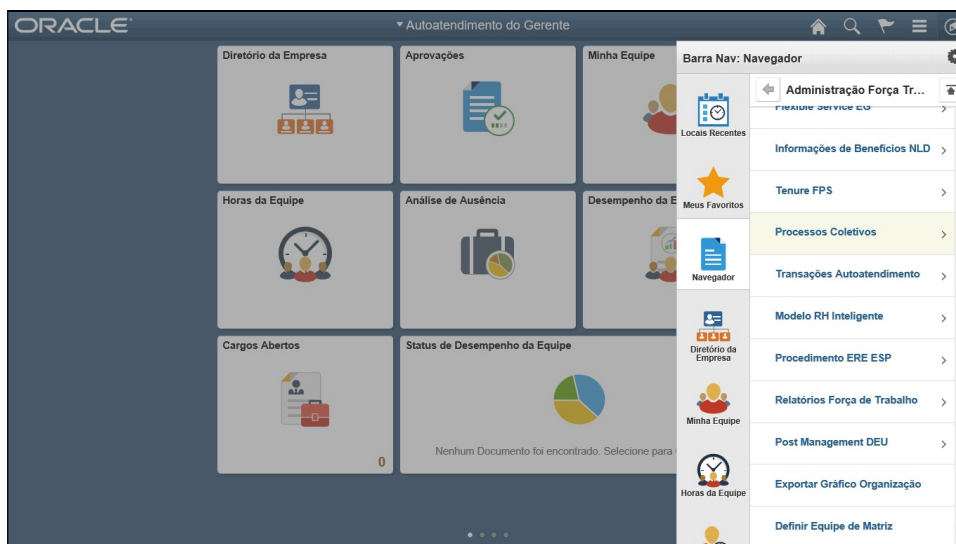 ORACLE
Autoatendimento do Gerente
Diretório da Empresa
Aprovações
Minha Equipe
Horas da Equipe
Análise de Ausência
Desempenho da E
Cargos Abertos
0
Status de Desempenho da Equipe
Nenhum Documento foi encontrado. Selecione para
Barra Nav: Navegador
Locais Recentes
Meus Favoritos
Navegador
Diretório da
Empresa
Minha Equipe
Horas da Equipe
Administração Força Tr...
Flexible Service EG
Informações de Benefícios NLD
Tenure FPS
Processos Coletivos
Transações Autoatendimento
Modelo RH Inteligente
Procedimento ERE ESP
Relatórios Força de Trabalho
Post Management DEU
Exportar Gráfico Organização
Definir Equipe de Matriz